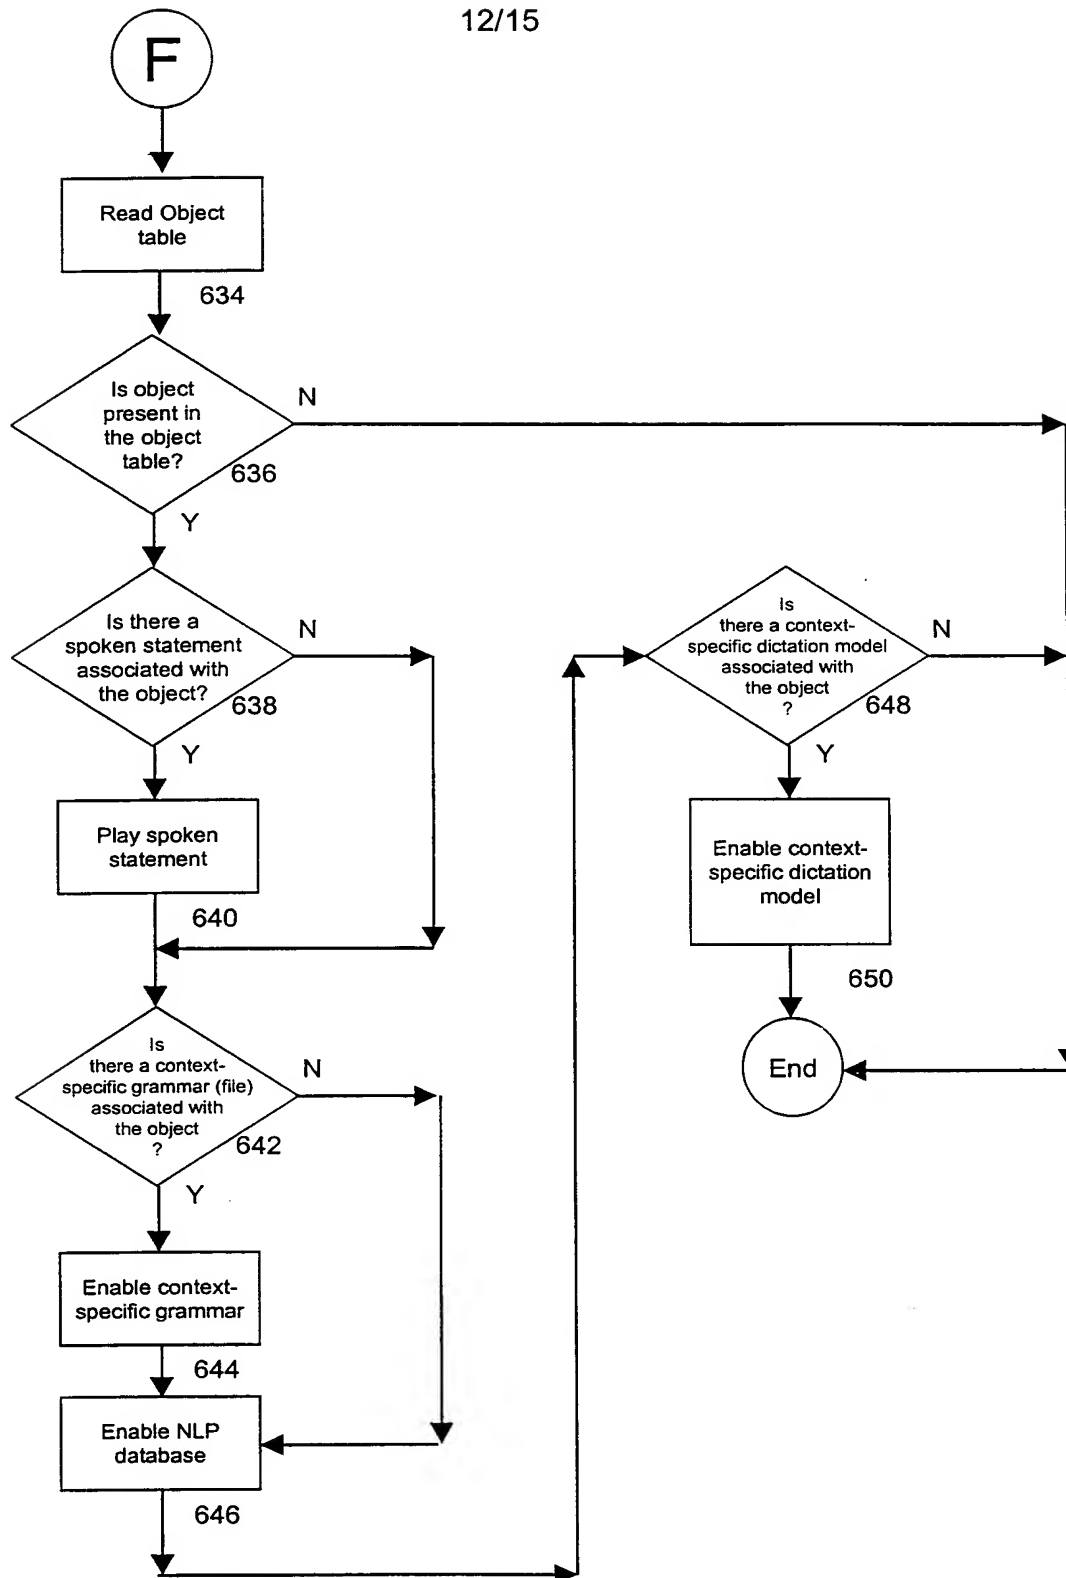 12/15
F
Read Object
table
634
Is object
present in
the object
table?
N
636
Y
Is there a
spoken statement
associated with
the object?
N
638
Y
Play spoken
statement
640
Is
there a context-
specific grammar (file)
associated with
the object
?
N
642
Y
Enable context-
specific grammar
644
Enable NLP
database
646
Is
there a context-
specific dictation model
associated with
the object
?
N
648
Y
Enable context-
specific dictation
model
650
End